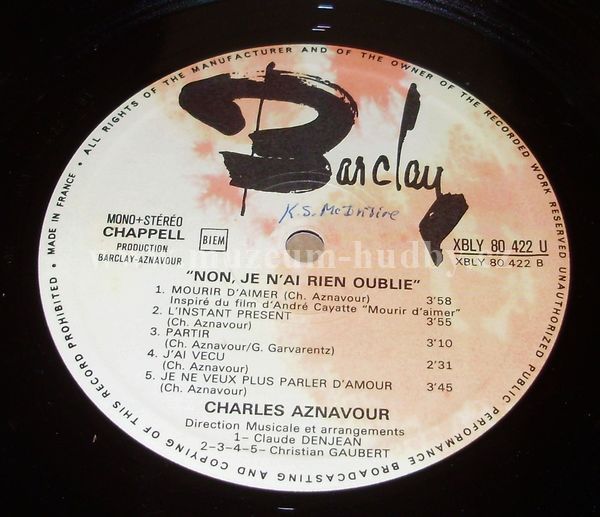 • MADE IN FRANCE • ALL RIGHTS OF THE MANUFACTURER AND OF THE OWNER OF THE RECORDED WORK RESERVED UNAUTHORIZED PUBLIC PERFORMANCE BROADCASTING AND COPYING OF THIS RECORD PROHIBITED
Barclay
K.S. McIntire
MONO+STÉRÉO
CHAPPELL
BIEM
PRODUCTION
BARCLAY-AZNAVOUR
XBLY 80 422 U
XBLY 80 422 B
www.muzeum-hudby.cz
"NON, JE N'AI RIEN OUBLIE"
1. MOURIR D'AIMER (Ch. Aznavour) 3'58
Inspiré du film d'André Cayatte "Mourir d'aimer"
2. L'INSTANT PRESENT 3'55
(Ch. Aznavour)
3. PARTIR 3'10
(Ch. Aznavour/G. Garvarentz)
4. J'AI VECU 2'31
(Ch. Aznavour)
5. JE NE VEUX PLUS PARLER D'AMOUR 3'45
(Ch. Aznavour)
CHARLES AZNAVOUR
Direction Musicale et arrangements
1- Claude DENJEAN
2-3-4-5- Christian GAUBERT